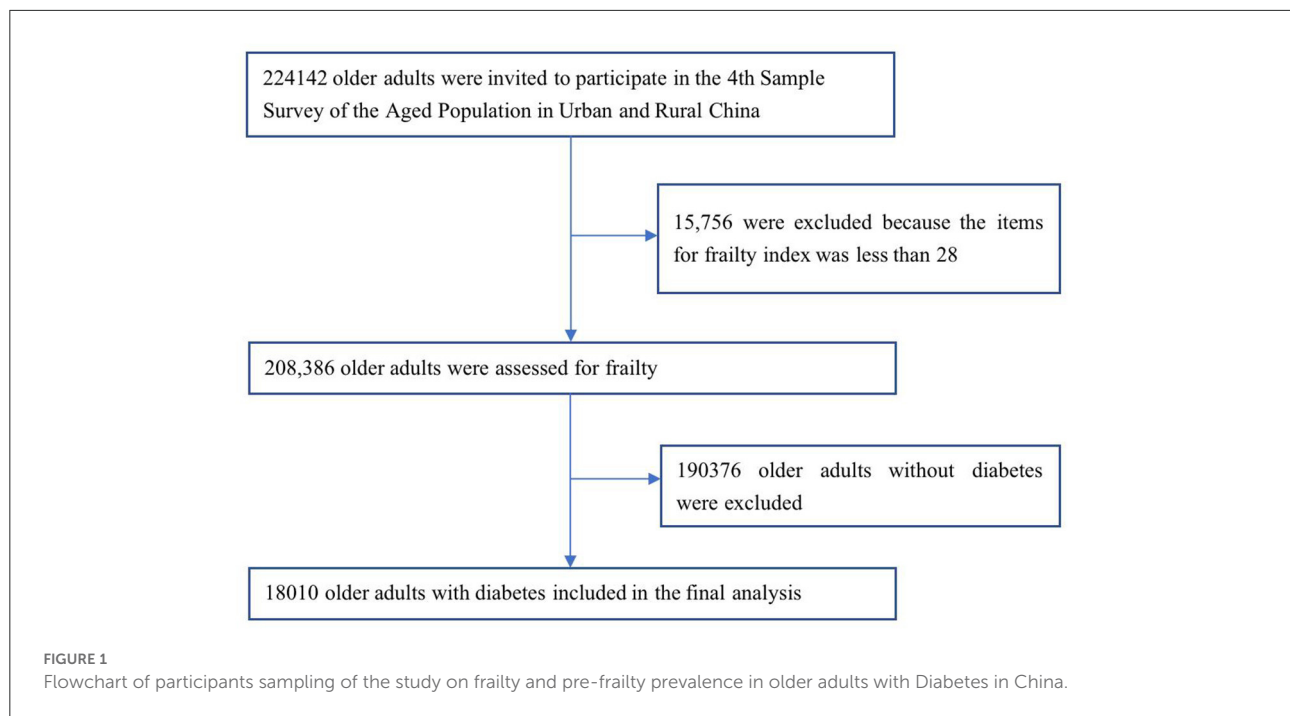 224142 older adults were invited to participate in the 4th Sample
Survey of the Aged Population in Urban and Rural China
15,756 were excluded because the items
for frailty index was less than 28
208,386 older adults were assessed for frailty
190376 older adults without diabetes
were excluded
18010 older adults with diabetes included in the final analysis
FIGURE 1
Flowchart of participants sampling of the study on frailty and pre-frailty prevalence in older adults with Diabetes in China.